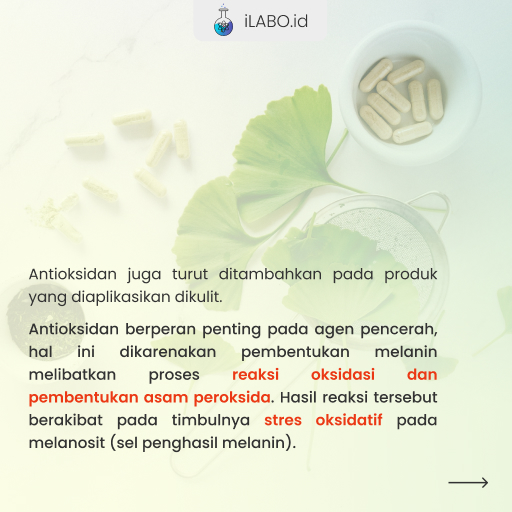 iLABO.id
Antioksidan juga turut ditambahkan pada produk
yang diaplikasikan dikulit.
Antioksidan berperan penting pada agen pencerah,
hal ini dikarenakan pembentukan melanin
melibatkan proses reaksi oksidasi dan
pembentukan asam peroksida. Hasil reaksi tersebut
berakibat pada timbulnya stres oksidatif pada
melanosit (sel penghasil melanin).